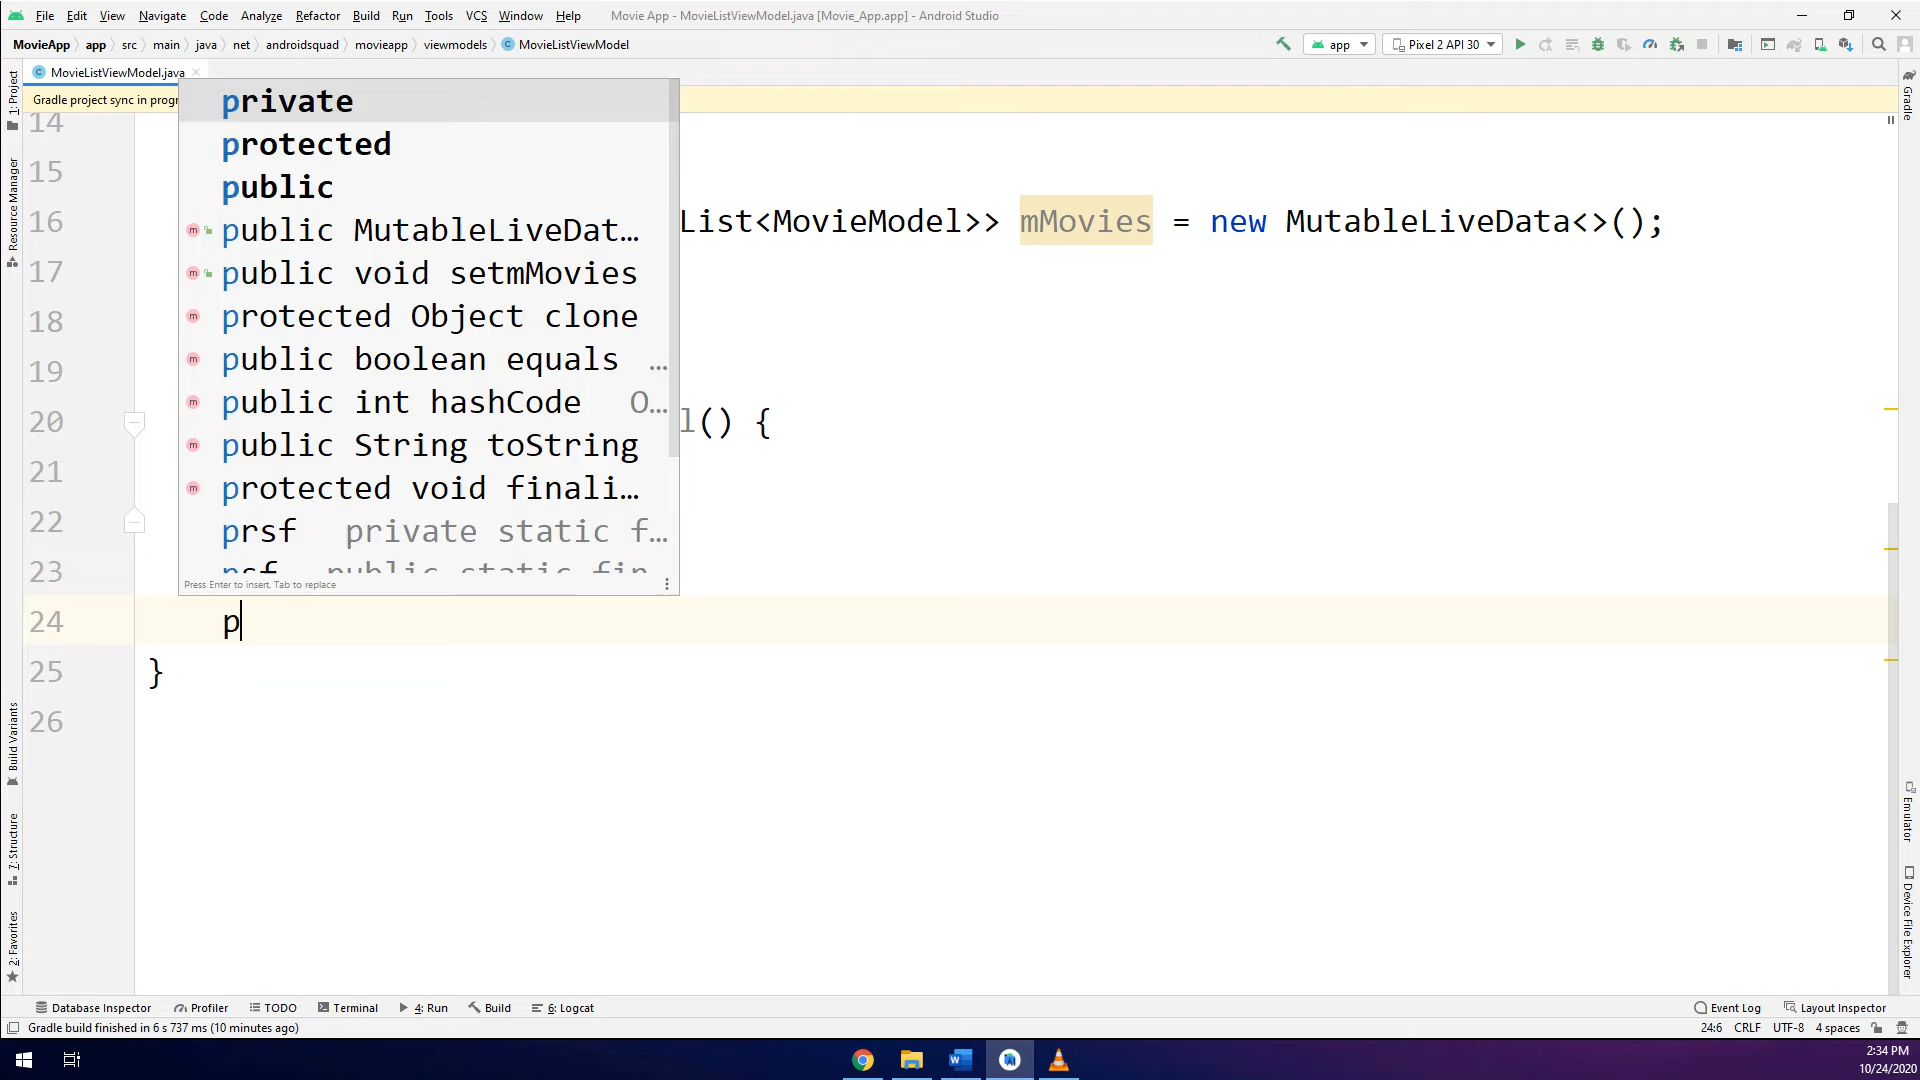 File Edit View Navigate Code Analyze Refactor Build Run Tools VCS Window Help Movie App - MovieListViewModel.java [Movie_App.app] - Android Studio
MovieApp app src main java net androidsquad movieapp viewmodels MovieListViewModel app Pixel 2 API 30
MovieListViewModel.java
Gradle project sync in progr
1: Project
Resource Manager
Build Variants
7: Structure
2: Favorites
Gradle
Emulator
Device File Explorer
private
protected
public
public MutableLiveDat…
public void setmMovies
protected Object clone
public boolean equals …
public int hashCode O…
public String toString
protected void finali…
prsf private static f…
psf public static fin
Press Enter to insert, Tab to replace
14
15
16 List<MovieModel>> mMovies = new MutableLiveData<>();
17
18
19
20 l() {
21
22
23
24 p
25 }
26
Database Inspector Profiler TODO Terminal 4: Run Build 6: Logcat Event Log Layout Inspector
Gradle build finished in 6 s 737 ms (10 minutes ago) 24:6 CRLF UTF-8 4 spaces
2:34 PM
10/24/2020